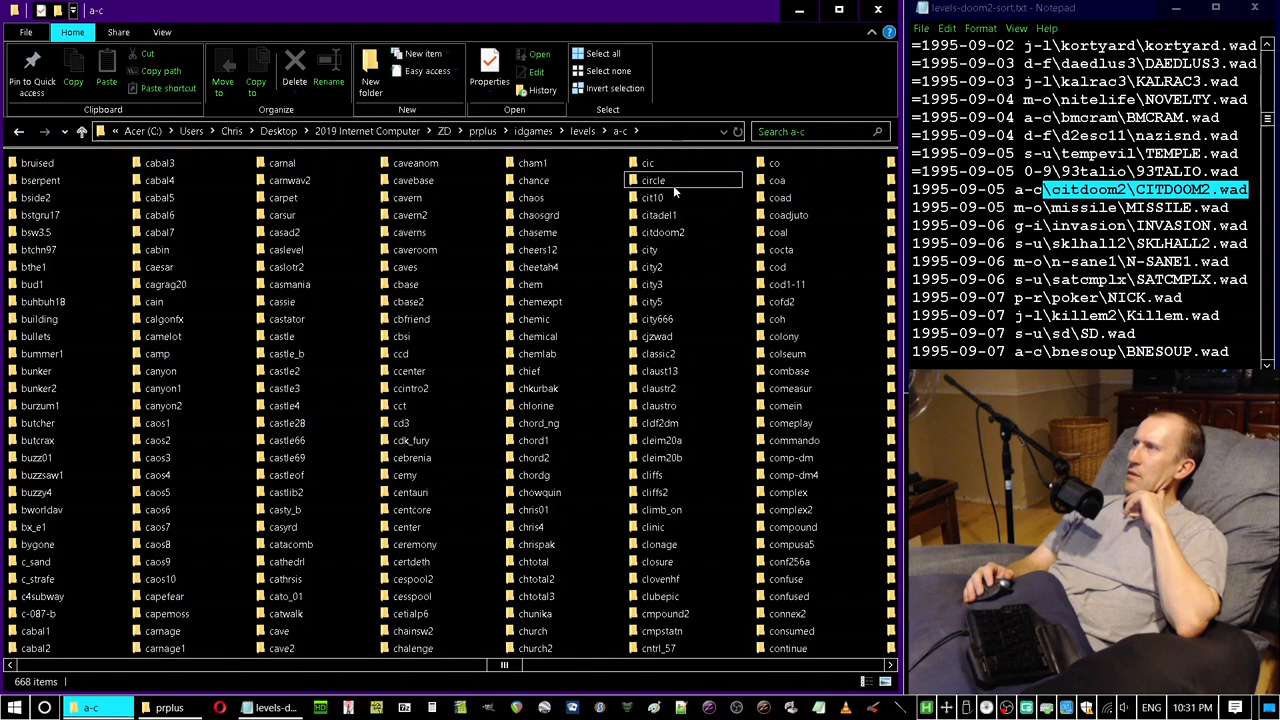 a-c
File Home Share View
Pin to Quick access
Copy
Paste
Cut
Copy path
Paste shortcut
Clipboard
Move to
Copy to
Delete
Rename
Organize
New folder
New item
Easy access
New
Properties
Open
Edit
History
Open
Select all
Select none
Invert selection
Select
« Acer (C:) › Users › Chris › Desktop › 2019 Internet Computer › ZD › prplus › idgames › levels › a-c ›
Search a-c
bruised cabal3 carnal caveanom cham1 cic co
bserpent cabal4 carnwav2 cavebase chance circle coa
bside2 cabal5 carpet cavern chaos cit10 coad
bstgru17 cabal6 carsur cavern2 chaosgrd citadel1 coadjuto
bsw3.5 cabal7 casad2 caverns chaseme citdoom2 coal
btchn97 cabin caslevel caveroom cheers12 city cocta
bthe1 caesar caslotr2 caves cheetah4 city2 cod
bud1 cagrag20 casmania cbase chem city3 cod1-11
buhbuh18 cain cassie cbase2 chemexpt city5 cofd2
building calgonfx castator cbfriend chemic city666 coh
bullets camelot castle cbsi chemical cjzwad colony
bummer1 camp castle_b ccd chemlab classic2 colseum
bunker canyon castle2 ccenter chief claust13 combase
bunker2 canyon1 castle3 ccintro2 chkurbak claustr2 comeasur
burzum1 canyon2 castle4 cct chlorine claustro comein
butcher caos1 castle28 cd3 chord_ng cldf2dm comeplay
butcrax caos2 castle66 cdk_fury chord1 cleim20a commando
buzz01 caos3 castle69 cebrenia chord2 cleim20b comp-dm
buzzsaw1 caos4 castleof cemy chordg cliffs comp-dm4
buzzy4 caos5 castlib2 centauri chowquin cliffs2 complex
bworldav caos6 casty_b centcore chris01 climb_on complex2
bx_e1 caos7 casyrd center chris4 clinic compound
bygone caos8 catacomb ceremony chrispak clonage compusa5
c_sand caos9 cathedrl certdeth chtotal closure conf256a
c_strafe caos10 cathrsis cespool2 chtotal2 clovenhf confuse
c4subway capefear cato_01 cesspool chtotal3 clubepic confused
c-087-b capemoss catwalk cetialp6 chunika cmpound2 connex2
cabal1 carnage cave chainsw2 church cmpstatn consumed
cabal2 carnage1 cave2 chalenge church2 cntrl_57 continue
668 items
levels-doom2-sort.txt - Notepad
File Edit Format View Help
=1995-09-02 j-l\kortyard\kortyard.wad
=1995-09-03 d-f\daedlus3\DAEDLUS3.wad
=1995-09-03 j-l\kalrac3\KALRAC3.wad
=1995-09-04 m-o\nitelife\NOVELTY.wad
=1995-09-04 a-c\bmcram\BMCRAM.wad
=1995-09-04 d-f\d2esc11\nazisnd.wad
=1995-09-05 s-u\tempevil\TEMPLE.wad
=1995-09-05 0-9\93talio\93TALIO.wad
1995-09-05 a-c\citdoom2\CITDOOM2.wad
1995-09-05 m-o\missile\MISSILE.wad
1995-09-06 g-i\invasion\INVASION.wad
1995-09-06 s-u\sklhall2\SKLHALL2.wad
1995-09-06 m-o\n-sane1\N-SANE1.wad
1995-09-06 s-u\satcmplx\SATCMPLX.wad
1995-09-07 p-r\poker\NICK.wad
1995-09-07 j-l\killem2\Killem.wad
1995-09-07 s-u\sd\SD.wad
1995-09-07 a-c\bnesoup\BNESOUP.wad
a-c prplus levels-d... ENG 10:31 PM